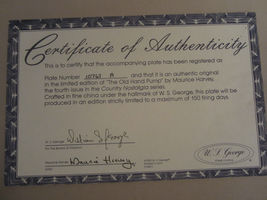 Certificate of Authenticity
This is to certify that the accompanying plate has been registered as
Plate Number A and that it is an authentic original
in the limited edition of "The Old Hand Pump" by Maurice Harvey,
the fourth issue in the Country Nostalgia series.
Crafted in fine china under the hallmark of W. S. George, this plate will be
produced in an edition strictly limited to a maximum of 150 firing days
W. S. George
Maurice Harvey
W. S. George